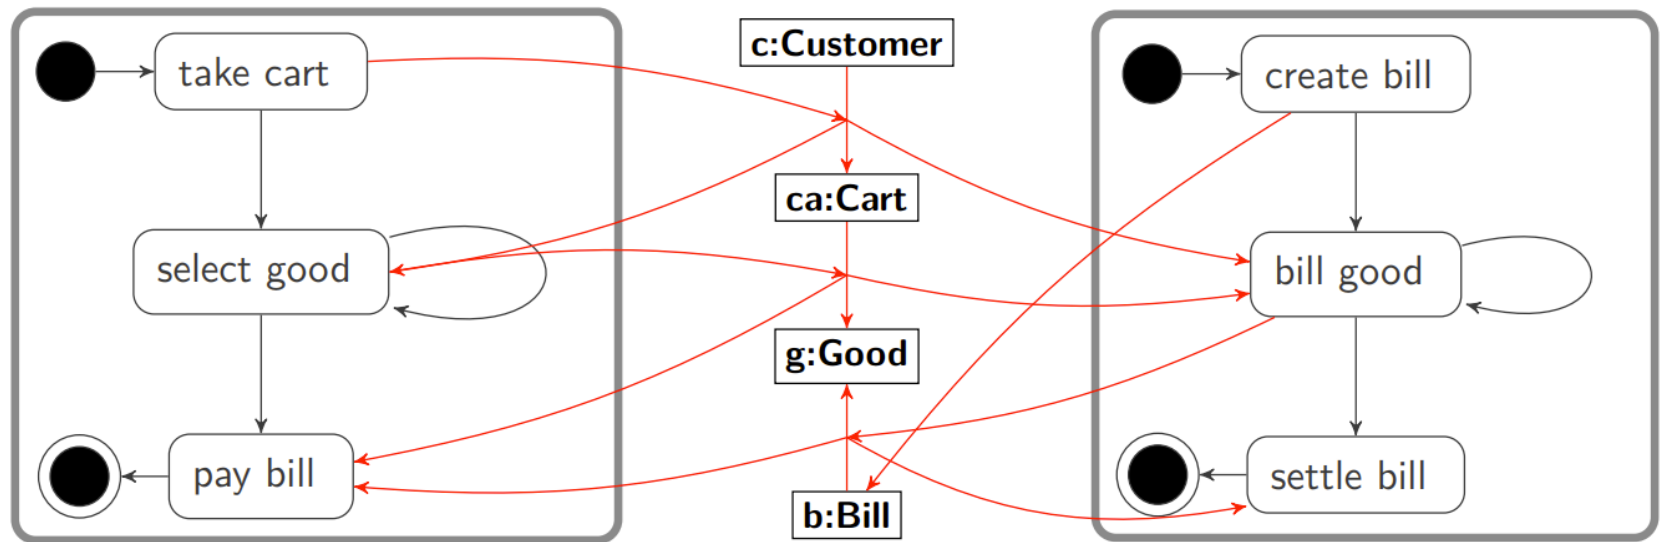 take cart
select good
pay bill
c:Customer
ca:Cart
g:Good
b:Bill
create bill
bill good
settle bill